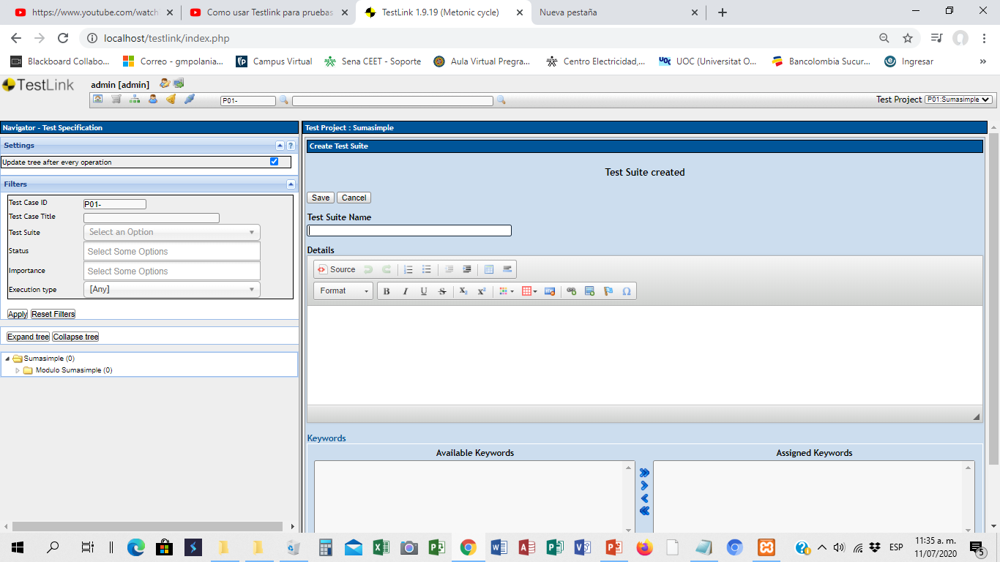 https://www.youtube.com/watch
Como usar Testlink para pruebas
TestLink 1.9.19 (Metonic cycle)
Nueva pestaña
localhost/testlink/index.php
Blackboard Collabo...
Correo - gmpolania...
Campus Virtual
Sena CEET - Soporte
Aula Virtual Pregra...
Centro Electricidad,...
UOC (Universitat O...
Bancolombia Sucur...
Ingresar
TestLink
admin [admin]
P01-
Test Project
P01:Sumasimple
Navigator - Test Specification
Settings
Update tree after every operation
Filters
Test Case ID
P01-
Test Case Title
Test Suite
Select an Option
Status
Select Some Options
Importance
Select Some Options
Execution type
[Any]
Apply
Reset Filters
Expand tree
Collapse tree
Sumasimple (0)
Modulo Sumasimple (0)
Test Project : Sumasimple
Create Test Suite
Test Suite created
Save
Cancel
Test Suite Name
Details
Source
Format
Keywords
Available Keywords
Assigned Keywords
ESP
11:35 a. m.
11/07/2020
5